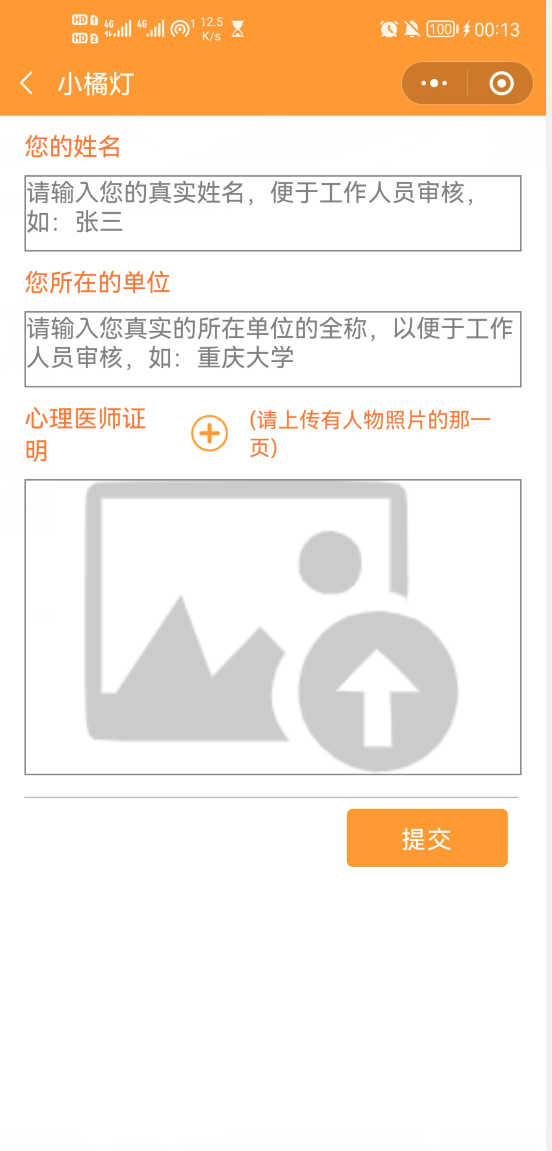 HD 1 4G 4G 1 12.5 100 00:13
HD 2 K/s
小橘灯
您的姓名
请输入您的真实姓名，便于工作人员审核，
如：张三
您所在的单位
请输入您真实的所在单位的全称，以便于工作
人员审核，如：重庆大学
心理医师证
明
(请上传有人物照片的那一
页)
提交